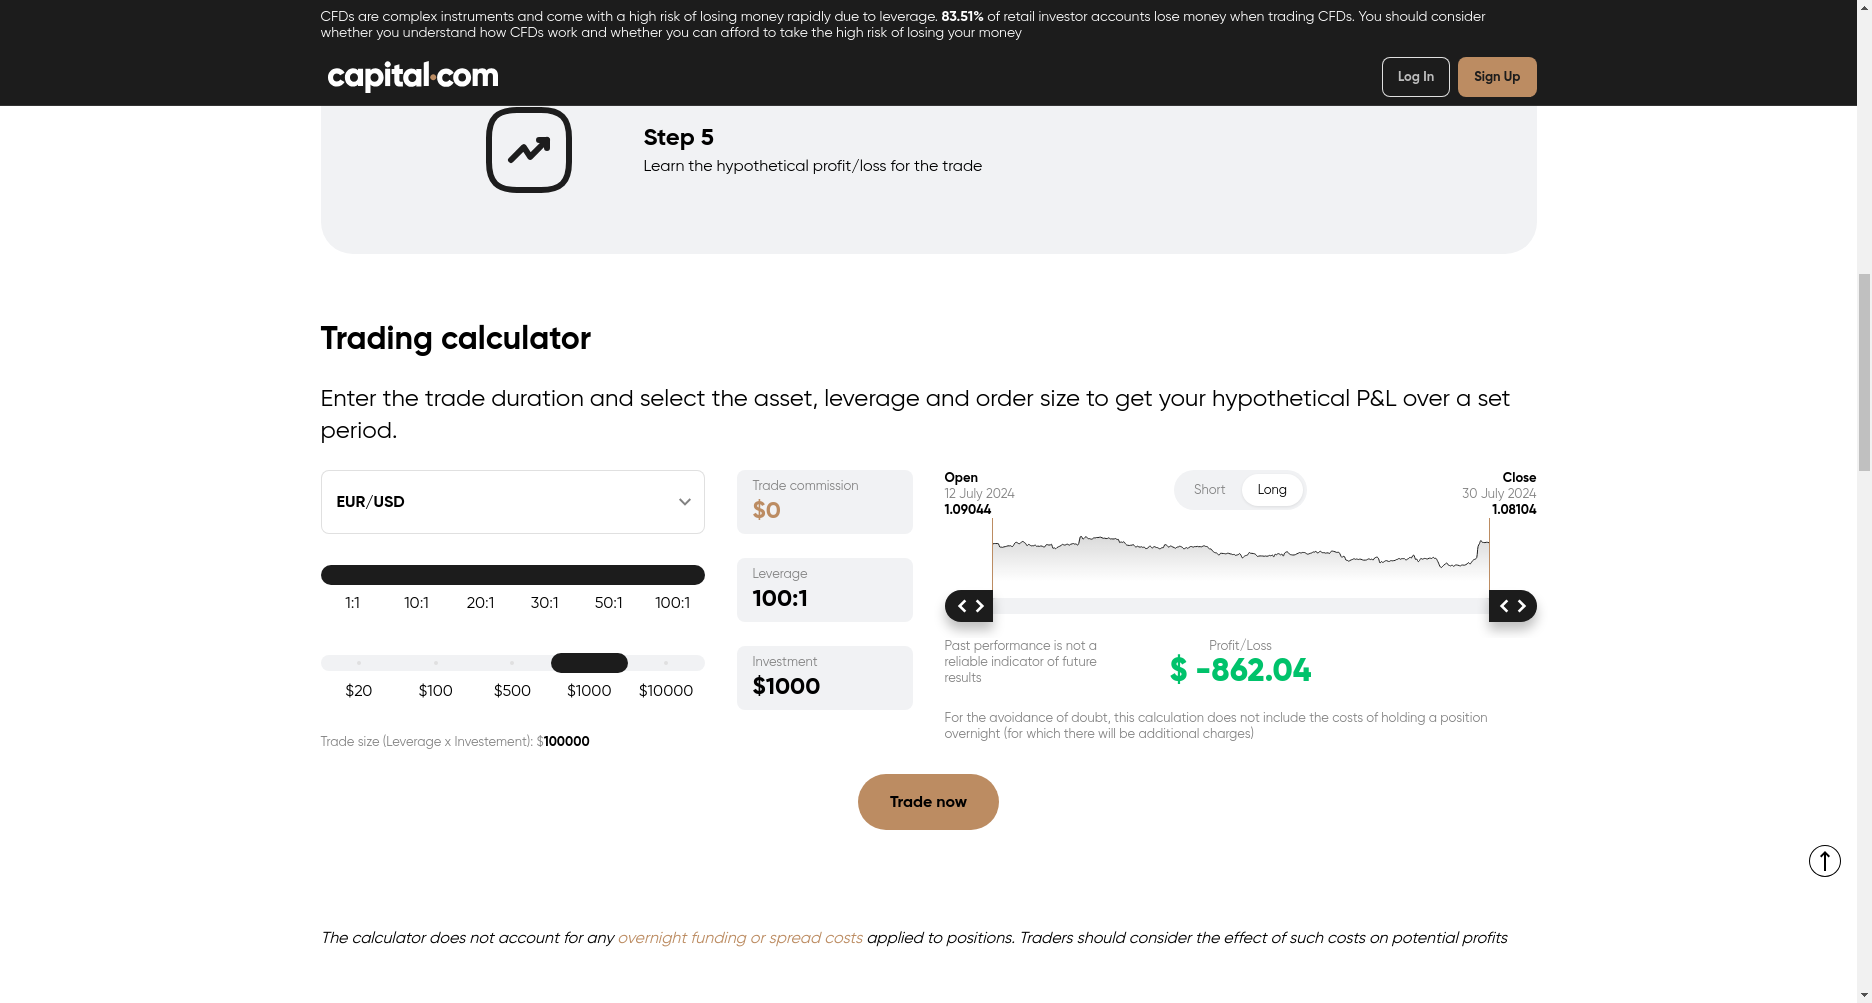 CFDs are complex instruments and come with a high risk of losing money rapidly due to leverage. 83.51% of retail investor accounts lose money when trading CFDs. You should consider
whether you understand how CFDs work and whether you can afford to take the high risk of losing your money
capital.com
Log In
Sign Up
Step 5
Learn the hypothetical profit/loss for the trade
Trading calculator
Enter the trade duration and select the asset, leverage and order size to get your hypothetical P&L over a set
period.
EUR/USD
1:1 10:1 20:1 30:1 50:1 100:1
$20 $100 $500 $1000 $10000
Trade size (Leverage x Investement): $100000
Trade commission
$0
Leverage
100:1
Investment
$1000
Open
12 July 2024
1.09044
Short Long
Close
30 July 2024
1.08104
Past performance is not a
reliable indicator of future
results
Profit/Loss
$ -862.04
For the avoidance of doubt, this calculation does not include the costs of holding a position
overnight (for which there will be additional charges)
Trade now
The calculator does not account for any overnight funding or spread costs applied to positions. Traders should consider the effect of such costs on potential profits